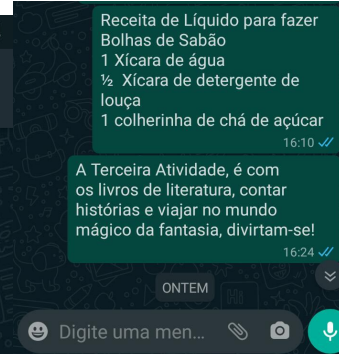 Receita de Líquido para fazer
Bolhas de Sabão
1 Xícara de água
½ Xícara de detergente de
louça
1 colherinha de chá de açúcar
16:10
A Terceira Atividade, é com
os livros de literatura, contar
histórias e viajar no mundo
mágico da fantasia, divirtam-se!
16:24
ONTEM
Digite uma men...